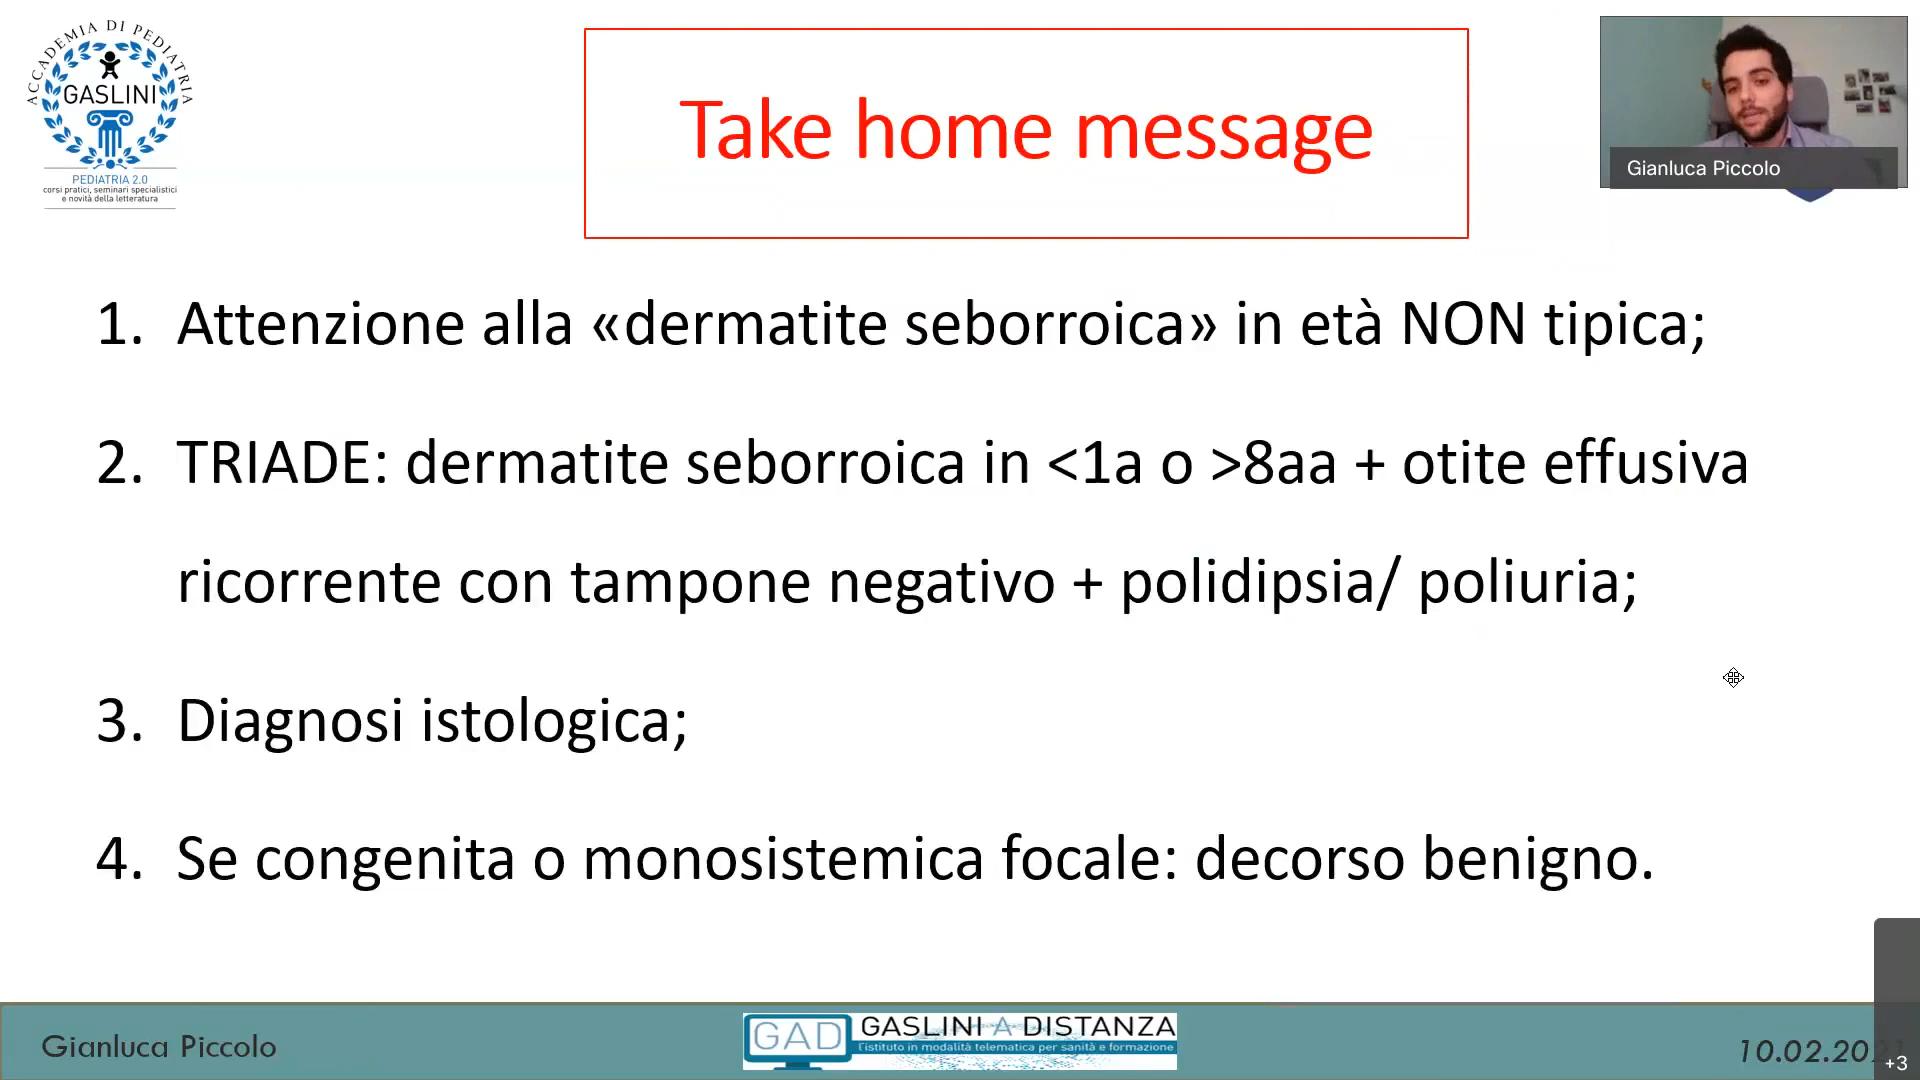 ACCADEMIA DI PEDIATRIA
GASLINI
PEDIATRIA 2.0
corsi pratici, seminari specialistici
e novità della letteratura
Take home message
Gianluca Piccolo
1. Attenzione alla «dermatite seborroica» in età NON tipica;
2. TRIADE: dermatite seborroica in <1a o >8aa + otite effusiva
ricorrente con tampone negativo + polidipsia/ poliuria;
3. Diagnosi istologica;
4. Se congenita o monosistemica focale: decorso benigno.
Gianluca Piccolo
GAD
GASLINI A DISTANZA
l'istituto in modalità telematica per sanità e formazione
10.02.20
+3